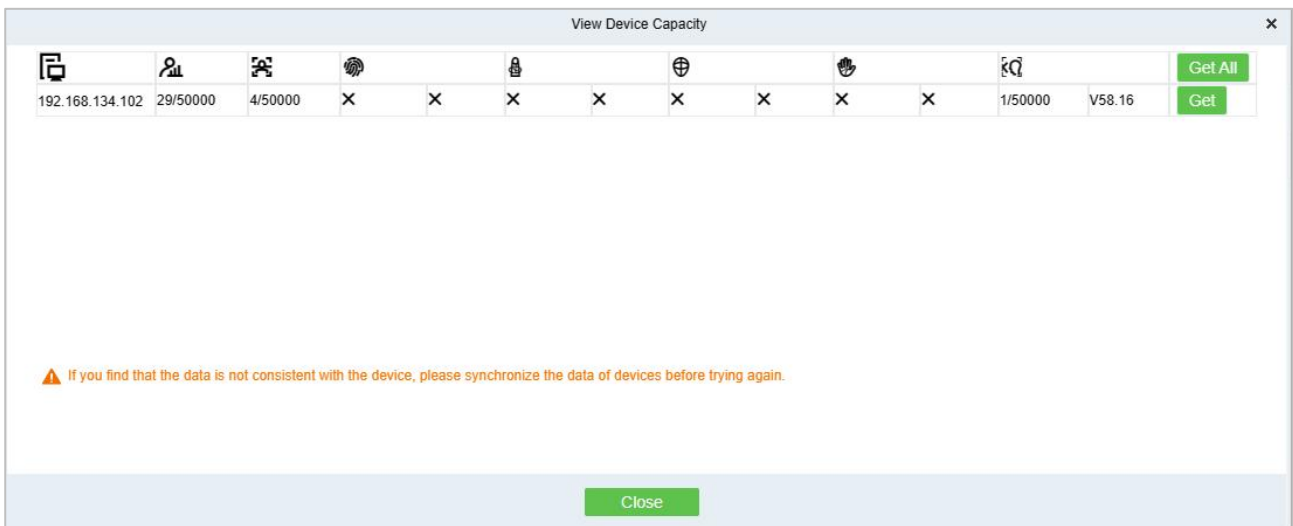 View Device Capacity
Get All
192.168.134.102 29/50000 4/50000 1/50000 V58.16 Get
If you find that the data is not consistent with the device, please synchronize the data of devices before trying again.
Close